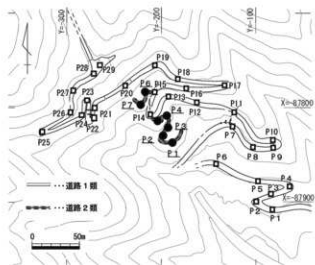 Y=-300
Y=-200
Y=-100
P19
P28
P29
P18
P20
P6
P15
P17
P27
P23
P13
P16
P7
X=-87800
P26
P21
P14
P4
P12
P11
P24
P22
P3
P7
P10
P25
P2
P1
P8
P9
P6
P4
P5
P3
……道路1類
……道路2類
P2
P1
X=-87900
0
50m